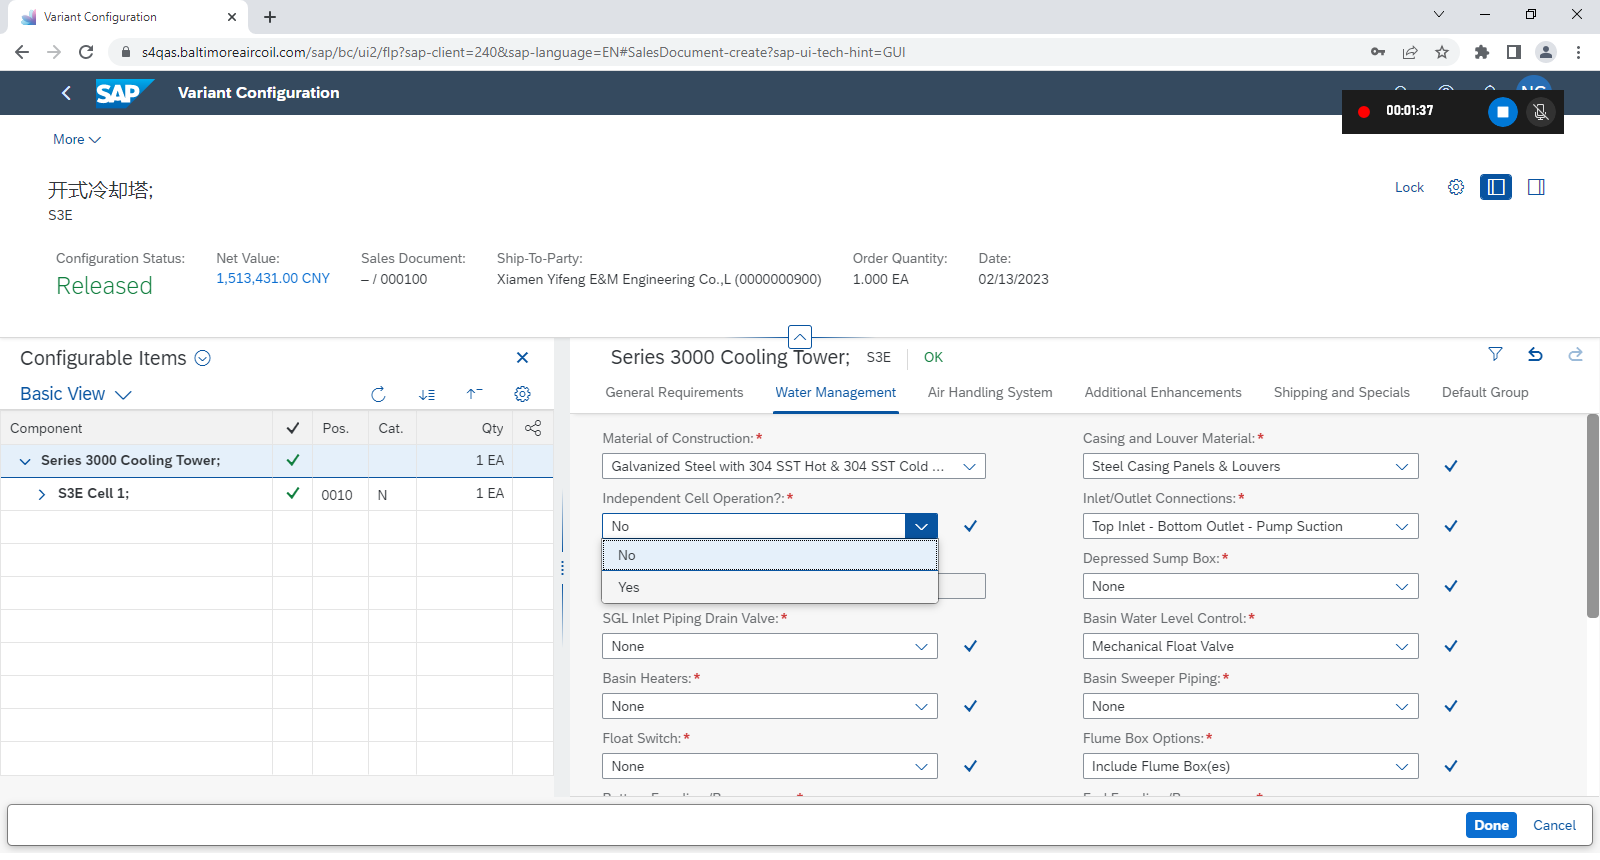 Variant Configuration
s4qas.baltimoreaircoil.com/sap/bc/ui2/flp?sap-client=240&sap-language=EN#SalesDocument-create?sap-ui-tech-hint=GUI
SAP Variant Configuration
00:01:37
More
开式冷却塔;
S3E
Lock
Configuration Status: Net Value: Sales Document: Ship-To-Party: Order Quantity: Date:
Released 1,513,431.00 CNY – / 000100 Xiamen Yifeng E&M Engineering Co.,L (0000000900) 1.000 EA 02/13/2023
Configurable Items
Basic View
Component Pos. Cat. Qty
Series 3000 Cooling Tower; 1 EA
S3E Cell 1; 0010 N 1 EA
Series 3000 Cooling Tower; S3E OK
General Requirements Water Management Air Handling System Additional Enhancements Shipping and Specials Default Group
Material of Construction:* Casing and Louver Material:*
Galvanized Steel with 304 SST Hot & 304 SST Cold ... Steel Casing Panels & Louvers
Independent Cell Operation?:* Inlet/Outlet Connections:*
No Top Inlet - Bottom Outlet - Pump Suction
No
Yes
Depressed Sump Box:*
None
SGL Inlet Piping Drain Valve:* Basin Water Level Control:*
None Mechanical Float Valve
Basin Heaters:* Basin Sweeper Piping:*
None None
Float Switch:* Flume Box Options:*
None Include Flume Box(es)
Done Cancel